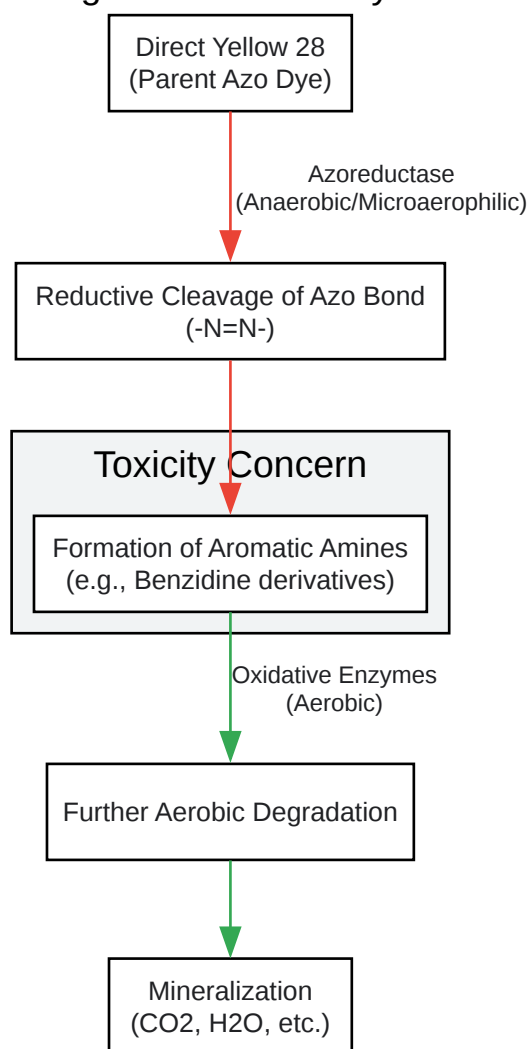 Direct Yellow 28
(Parent Azo Dye)
Azoreductase
(Anaerobic/Microaerophilic)
Reductive Cleavage of Azo Bond
(-N=N-)
Toxicity Concern
Formation of Aromatic Amines
(e.g., Benzidine derivatives)
Oxidative Enzymes
(Aerobic)
Further Aerobic Degradation
Mineralization
(CO2, H2O, etc.)